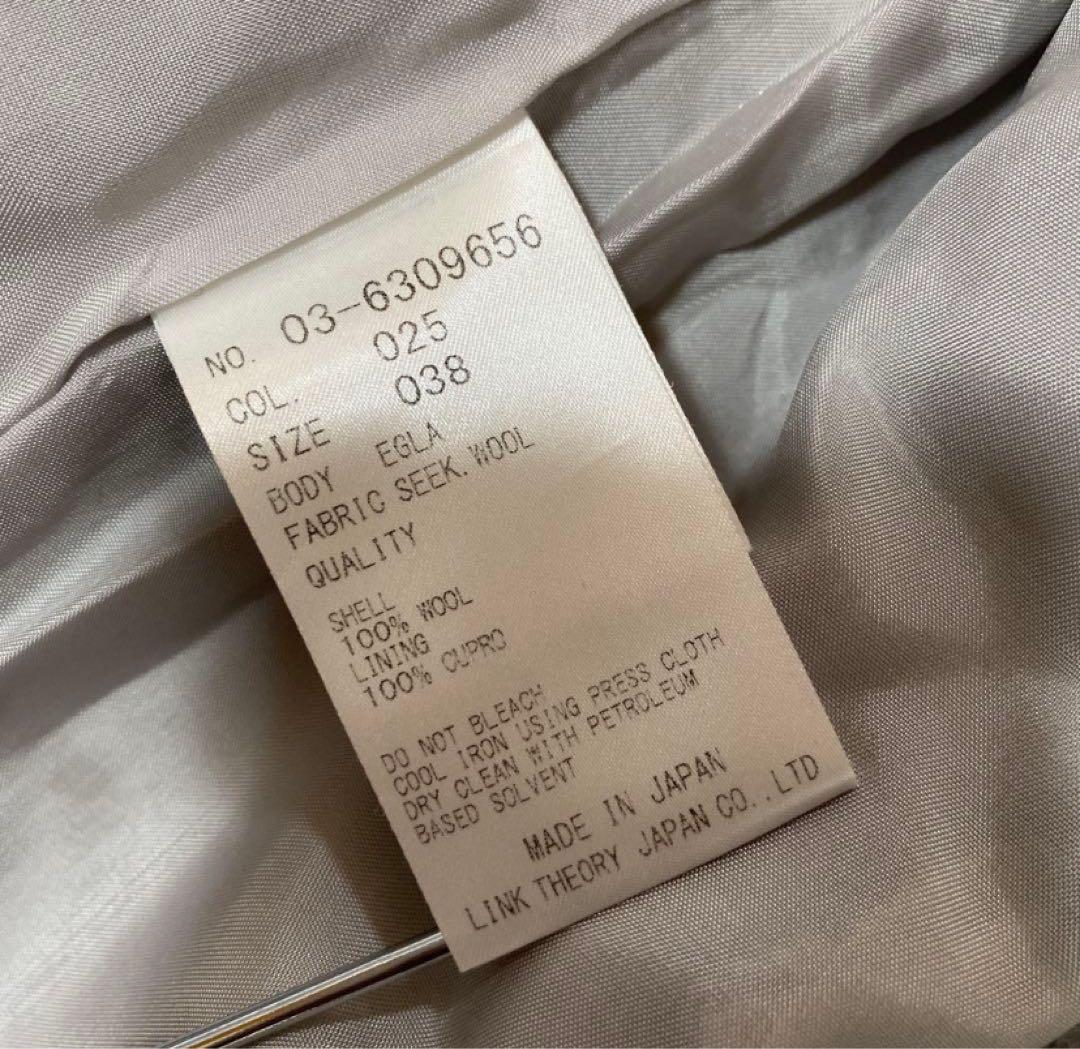 NO. 03-6309656
COL. 025
SIZE 038
BODY EGLA
FABRIC SEEK.WOOL
QUALITY
SHELL
100% WOOL
LINING
100% CUPRO
DO NOT BLEACH
COOL IRON USING PRESS CLOTH
DRY CLEAN WITH PETROLEUM
BASED SOLVENT
MADE IN JAPAN
LINK THEORY JAPAN CO.,LTD